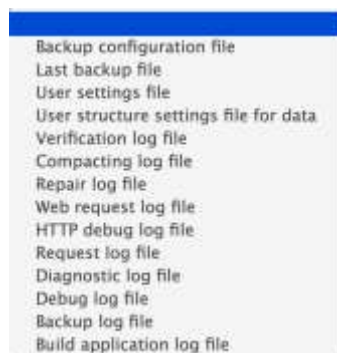 Backup configuration file
Last backup file
User settings file
User structure settings file for data
Verification log file
Compacting log file
Repair log file
Web request log file
HTTP debug log file
Request log file
Diagnostic log file
Debug log file
Backup log file
Build application log file